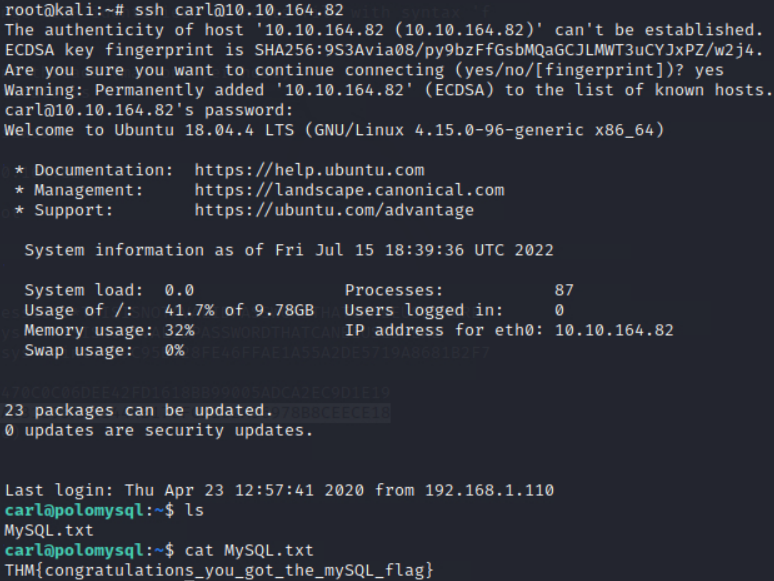 root@kali:~# ssh carl@10.10.164.82
The authenticity of host '10.10.164.82 (10.10.164.82)' can't be established.
ECDSA key fingerprint is SHA256:9S3Avia08/py9bzFfGsbMQaGCJLMWT3uCYJxPZ/w2j4.
Are you sure you want to continue connecting (yes/no/[fingerprint])? yes
Warning: Permanently added '10.10.164.82' (ECDSA) to the list of known hosts.
carl@10.10.164.82's password:
Welcome to Ubuntu 18.04.4 LTS (GNU/Linux 4.15.0-96-generic x86_64)
* Documentation: https://help.ubuntu.com
* Management: https://landscape.canonical.com
* Support: https://ubuntu.com/advantage
System information as of Fri Jul 15 18:39:36 UTC 2022
System load: 0.0 Processes: 87
Usage of /: 41.7% of 9.78GB Users logged in: 0
Memory usage: 32% IP address for eth0: 10.10.164.82
Swap usage: 0%
23 packages can be updated.
0 updates are security updates.
Last login: Thu Apr 23 12:57:41 2020 from 192.168.1.110
carl@polomysql:~$ ls
MySQL.txt
carl@polomysql:~$ cat MySQL.txt
THM{congratulations_you_got_the_mySQL_flag}